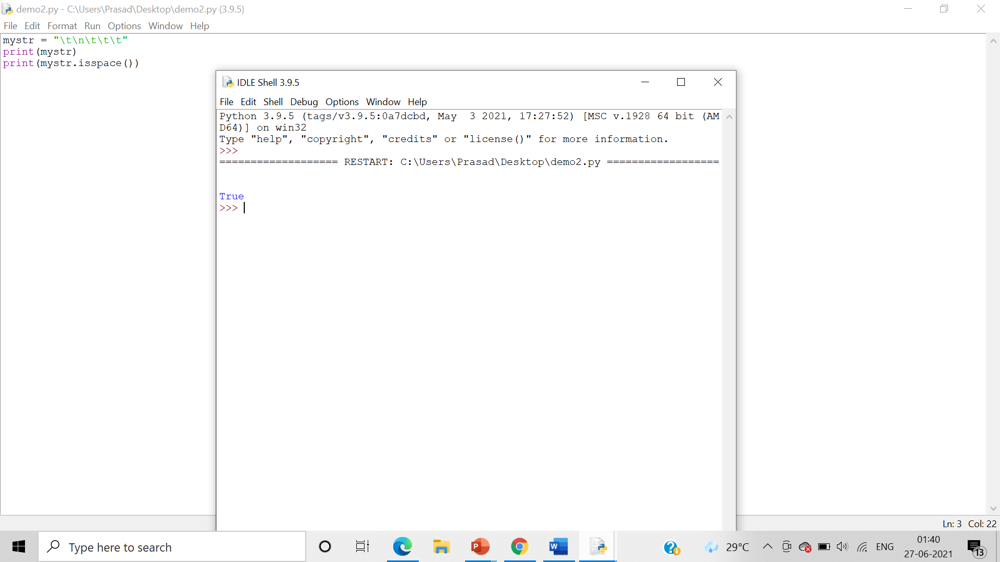 demo2.py - C:\Users\Prasad\Desktop\demo2.py (3.9.5)
File Edit Format Run Options Window Help
mystr = "\t\n\t\t\t"
print(mystr)
print(mystr.isspace())
IDLE Shell 3.9.5
File Edit Shell Debug Options Window Help
Python 3.9.5 (tags/v3.9.5:0a7dcbd, May  3 2021, 17:27:52) [MSC v.1928 64 bit (AM
D64)] on win32
Type "help", "copyright", "credits" or "license()" for more information.
>>>
=================== RESTART: C:\Users\Prasad\Desktop\demo2.py ==================
True
>>>
Ln: 3 Col: 22
Type here to search
P
W
29°C
ENG
01:40
27-06-2021
13